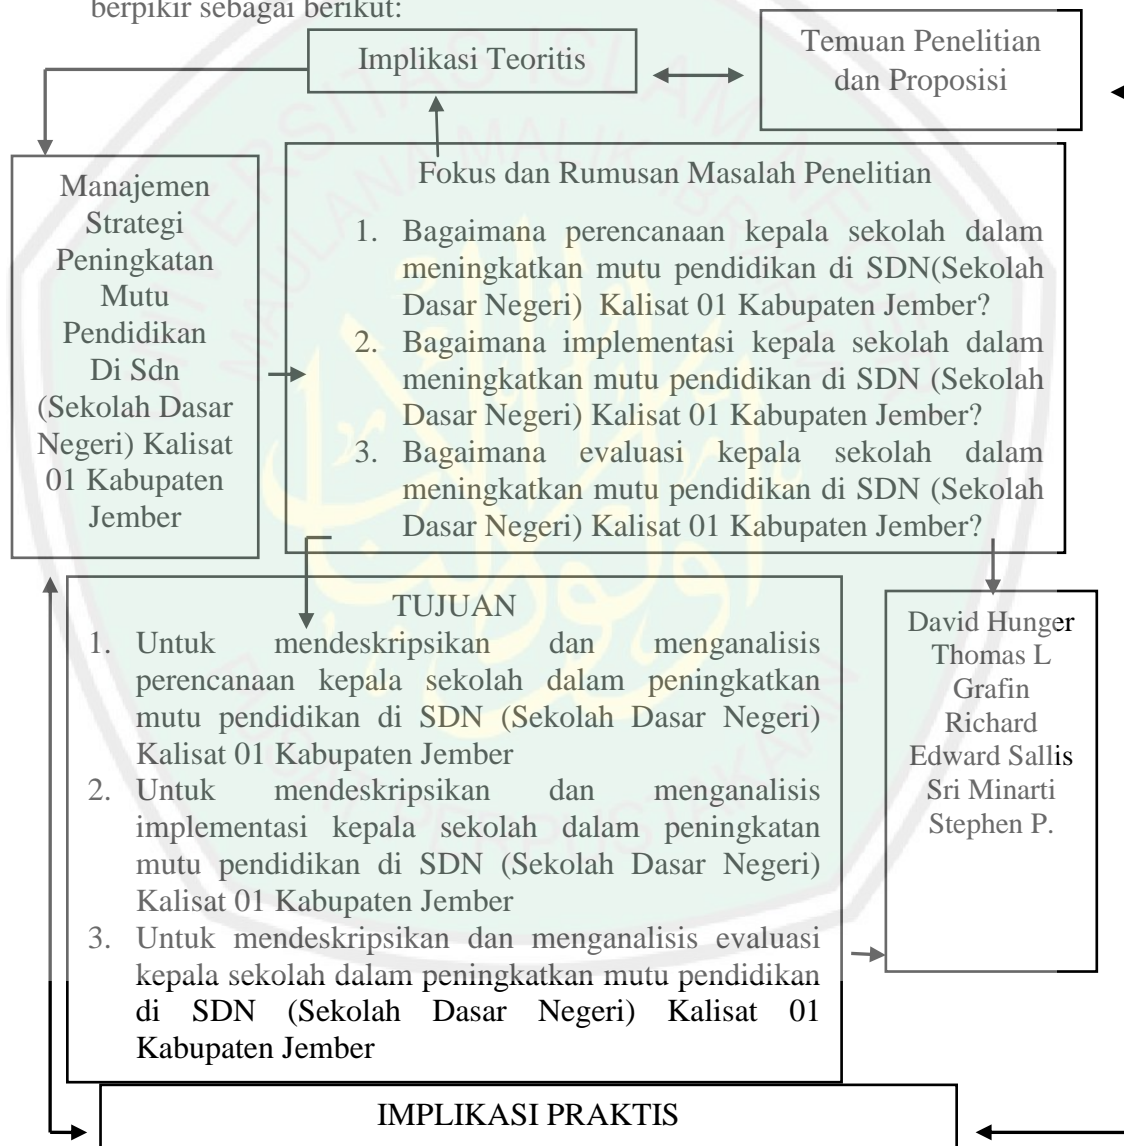 berpikir sebagai berikut:
Implikasi Teoritis
Temuan Penelitian
dan Proposisi
Manajemen
Strategi
Peningkatan
Mutu
Pendidikan
Di Sdn
(Sekolah Dasar
Negeri) Kalisat
01 Kabupaten
Jember
Fokus dan Rumusan Masalah Penelitian
1. Bagaimana perencanaan kepala sekolah dalam
meningkatkan mutu pendidikan di SDN(Sekolah
Dasar Negeri) Kalisat 01 Kabupaten Jember?
2. Bagaimana implementasi kepala sekolah dalam
meningkatkan mutu pendidikan di SDN (Sekolah
Dasar Negeri) Kalisat 01 Kabupaten Jember?
3. Bagaimana evaluasi kepala sekolah dalam
meningkatkan mutu pendidikan di SDN (Sekolah
Dasar Negeri) Kalisat 01 Kabupaten Jember?
TUJUAN
1. Untuk mendeskripsikan dan menganalisis
perencanaan kepala sekolah dalam peningkatkan
mutu pendidikan di SDN (Sekolah Dasar Negeri)
Kalisat 01 Kabupaten Jember
2. Untuk mendeskripsikan dan menganalisis
implementasi kepala sekolah dalam peningkatan
mutu pendidikan di SDN (Sekolah Dasar Negeri)
Kalisat 01 Kabupaten Jember
3. Untuk mendeskripsikan dan menganalisis evaluasi
kepala sekolah dalam peningkatkan mutu pendidikan
di SDN (Sekolah Dasar Negeri) Kalisat 01
Kabupaten Jember
David Hunger
Thomas L
Grafin
Richard
Edward Sallis
Sri Minarti
Stephen P.
IMPLIKASI PRAKTIS